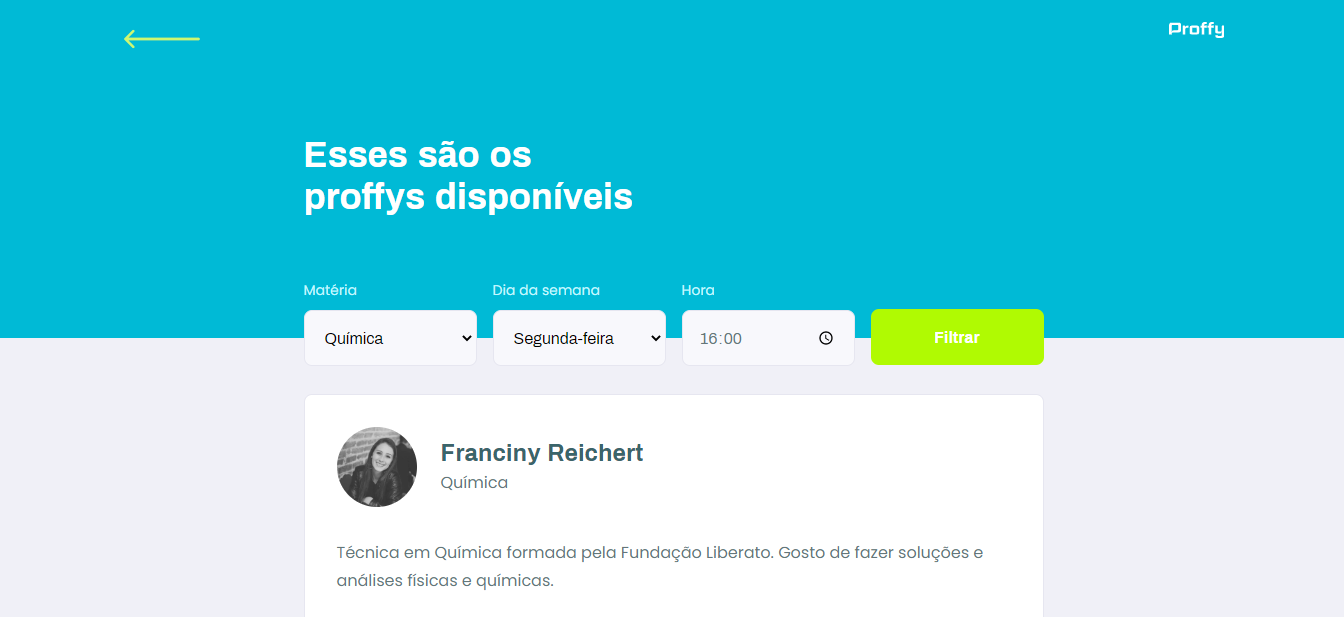 Proffy
Esses são os
proffys disponíveis
Matéria
Dia da semana
Hora
Química
Segunda-feira
16:00
Filtrar
Franciny Reichert
Química
Técnica em Química formada pela Fundação Liberato. Gosto de fazer soluções e
análises físicas e químicas.